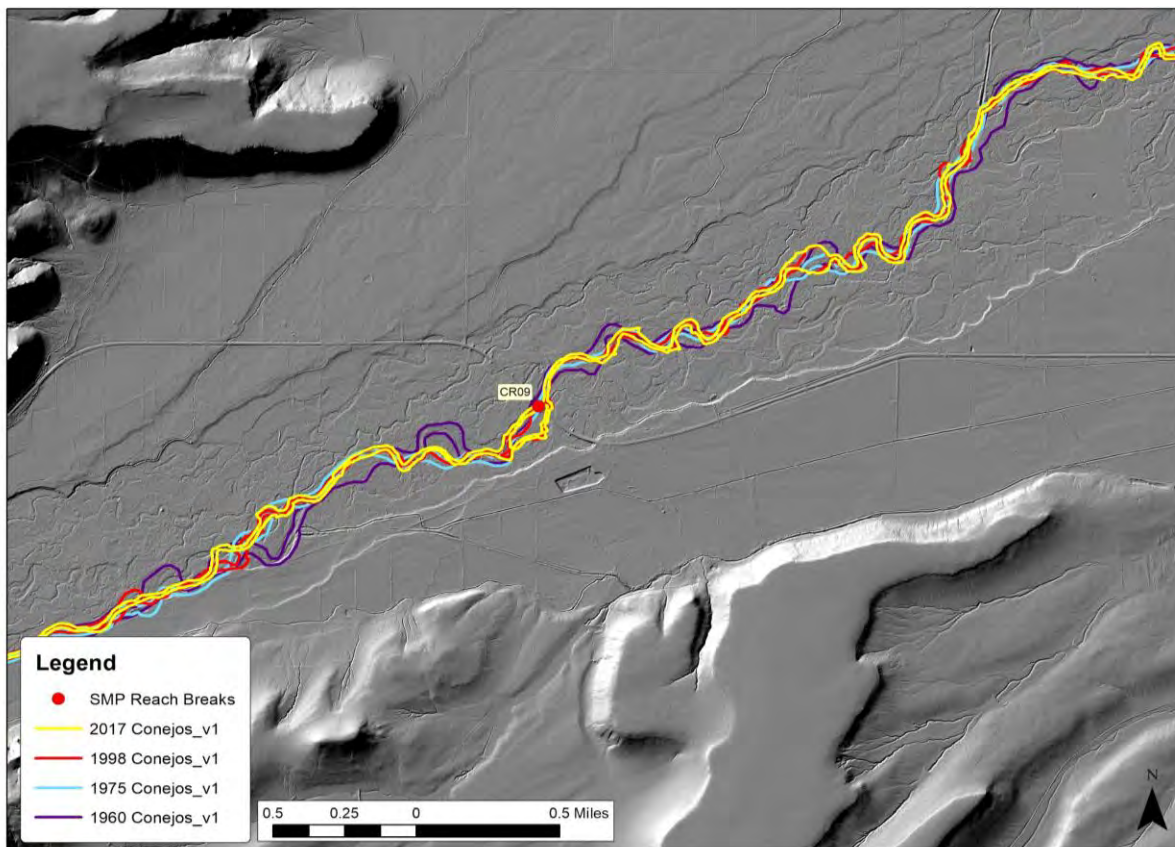 CR09
Legend
SMP Reach Breaks
2017 Conejos_v1
1998 Conejos_v1
1975 Conejos_v1
1960 Conejos_v1
0.5 0.25 0 0.5 Miles
N